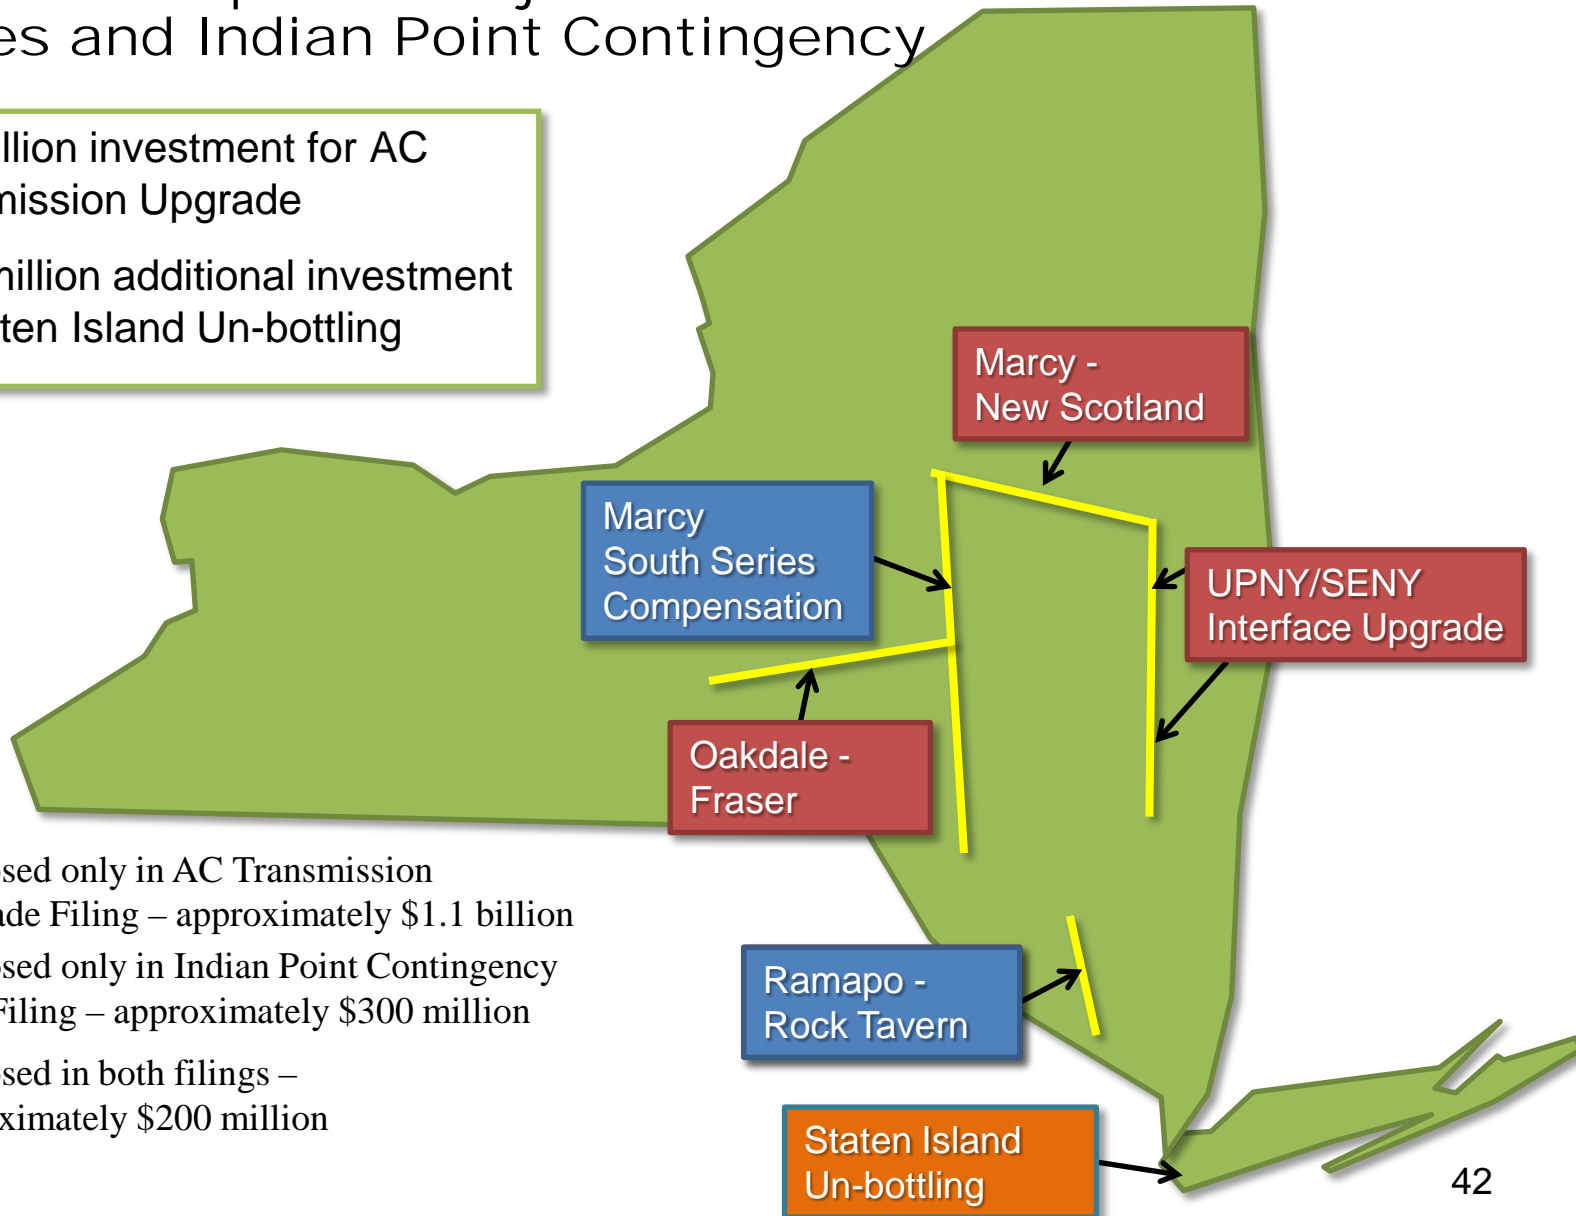 es and Indian Point Contingency
llion investment for AC
mission Upgrade
million additional investment
ten Island Un-bottling
Marcy -
New Scotland
Marcy
South Series
Compensation
UPNY/SENY
Interface Upgrade
Oakdale -
Fraser
sed only in AC Transmission
ade Filing – approximately $1.1 billion
sed only in Indian Point Contingency
Filing – approximately $300 million
sed in both filings –
ximately $200 million
Ramapo -
Rock Tavern
Staten Island
Un-bottling
42